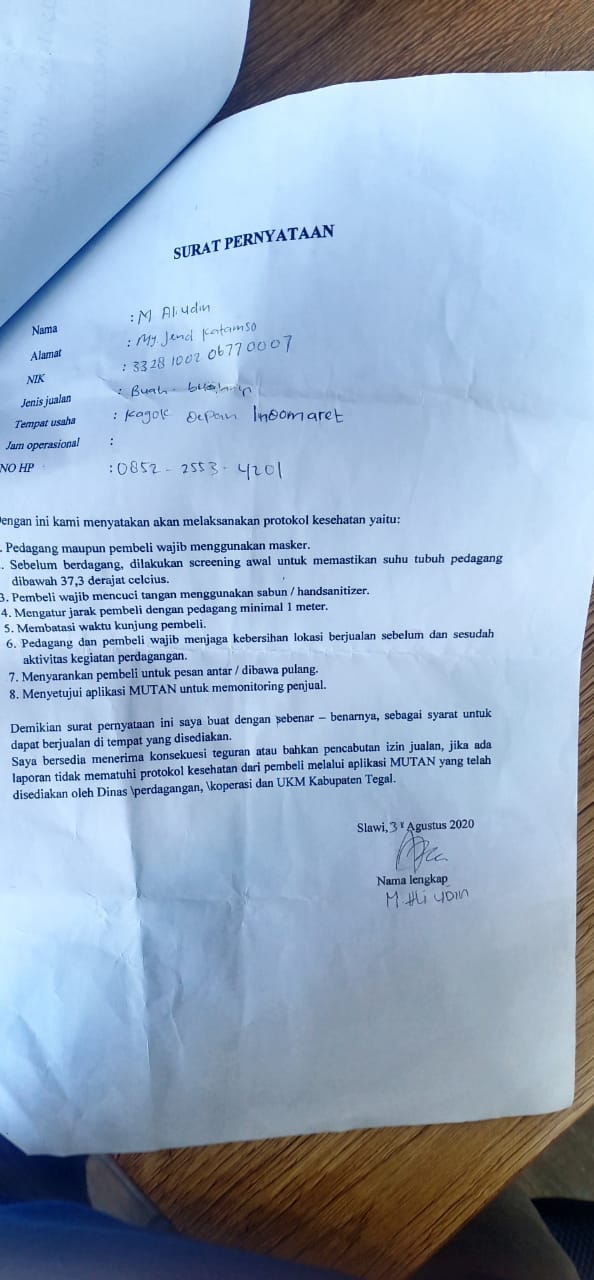 SURAT PERNYATAAN
Nama : M Aliudin
Alamat : My Jend Katamso
NIK : 3328 1002 06770007
Jenis jualan : Buah - buahan
Tempat usaha : Kagok Depan Indomaret
Jam operasional :
NO HP : 0852 - 2553 - 4201
Dengan ini kami menyatakan akan melaksanakan protokol kesehatan yaitu:
. Pedagang maupun pembeli wajib menggunakan masker.
. Sebelum berdagang, dilakukan screening awal untuk memastikan suhu tubuh pedagang
dibawah 37,3 derajat celcius.
3. Pembeli wajib mencuci tangan menggunakan sabun / handsanitizer.
4. Mengatur jarak pembeli dengan pedagang minimal 1 meter.
5. Membatasi waktu kunjung pembeli.
6. Pedagang dan pembeli wajib menjaga kebersihan lokasi berjualan sebelum dan sesudah
aktivitas kegiatan perdagangan.
7. Menyarankan pembeli untuk pesan antar / dibawa pulang.
8. Menyetujui aplikasi MUTAN untuk memonitoring penjual.
Demikian surat pernyataan ini saya buat dengan sebenar – benarnya, sebagai syarat untuk
dapat berjualan di tempat yang disediakan.
Saya bersedia menerima konsekuesi teguran atau bahkan pencabutan izin jualan, jika ada
laporan tidak mematuhi protokol kesehatan dari pembeli melalui aplikasi MUTAN yang telah
disediakan oleh Dinas \perdagangan, \koperasi dan UKM Kabupaten Tegal.
Slawi, 31 Agustus 2020
Nama lengkap
M Aliudin